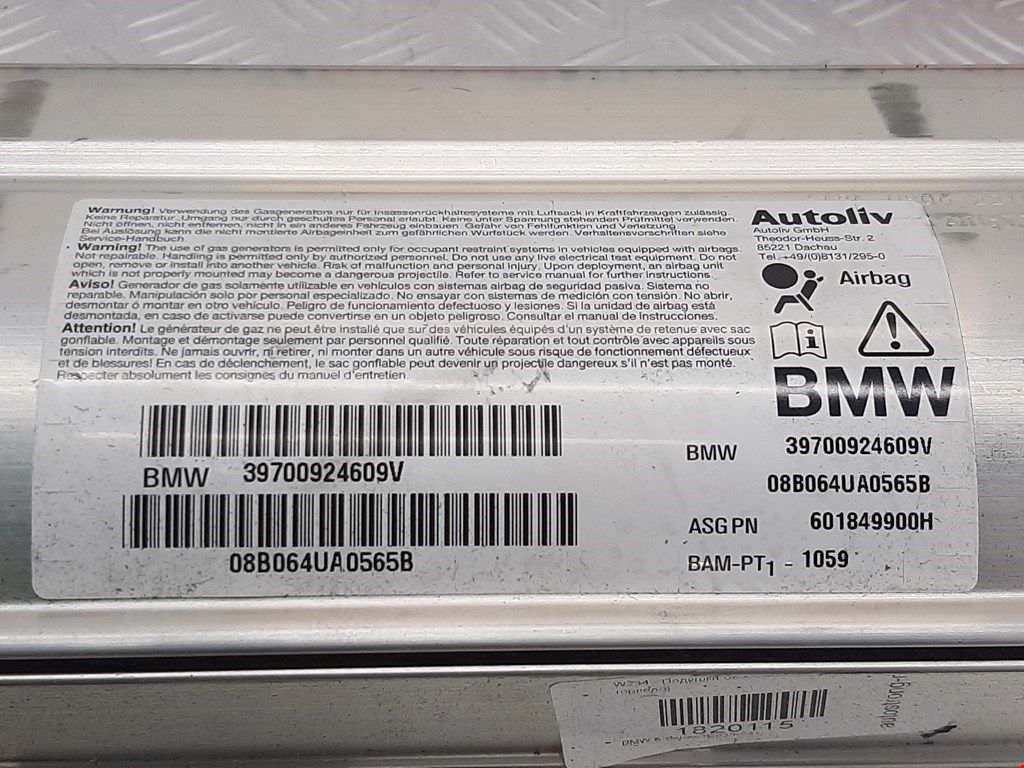 Warnung! Verwendung des Gasgenerators nur für Insassenrückhaltesysteme mit Luftsack in Kraftfahrzeugen zulässig.
Keine Reparatur. Umgang nur durch geschultes Personal erlaubt. Keine unter Spannung stehenden Prüfmittel verwenden.
Nicht öffnen, nicht entfernen, nicht in ein anderes Fahrzeug einbauen. Gefahr von Fehlfunktion und Verletzung.
Bei Auslösung kann die nicht montierte Airbageinheit zum gefährlichen Wurfstück werden. Verhaltensvorschriften siehe
Service-Handbuch.
Warning! The use of gas generators is permitted only for occupant restraint systems in vehicles equipped with airbags.
Not repairable. Handling is permitted only by authorized personnel. Do not use any live electrical test equipment. Do not
open, remove or install into another vehicle. Risk of malfunction and personal injury. Upon deployment, an airbag unit
which is not properly mounted may become a dangerous projectile. Refer to service manual for further instructions.
Aviso! Generador de gas solamente utilizable en vehículos con sistemas airbag de seguridad pasiva. Sistema no
reparable. Manipulación solo por personal especializado. No ensayar con sistemas de medición con tensión. No abrir,
desmontar ó montar en otro vehículo. Peligro de funcionamiento defectuoso y lesiones. Si la unidad de airbag está
desmontada, en caso de activarse puede convertirse en un objeto peligroso. Consultar el manual de Instrucciones.
Attention! Le générateur de gaz ne peut être installé que sur des véhicules équipés d'un système de retenue avec sac
gonflable. Montage et démontage seulement par personnel qualifié. Toute réparation et tout contrôle avec appareils sous
tension interdits. Ne jamais ouvrir, ni retirer, ni monter dans un autre véhicule sous risque de fonctionnement défectueux
et de blessures! En cas de déclenchement, le sac gonflable peut devenir un projectile dangereux s'il n'est pas monté.
Respecter absolument les consignes du manuel d'entretien.
Autoliv
Autoliv GmbH
Theodor-Heuss-Str. 2
85221 Dachau
Tel.+49/(0)8131/295-0
Airbag
BMW
BMW 39700924609V
08B064UA0565B
BMW 39700924609V
08B064UA0565B
ASGPN 601849900H
BAM-PT1 - 1059
1820115